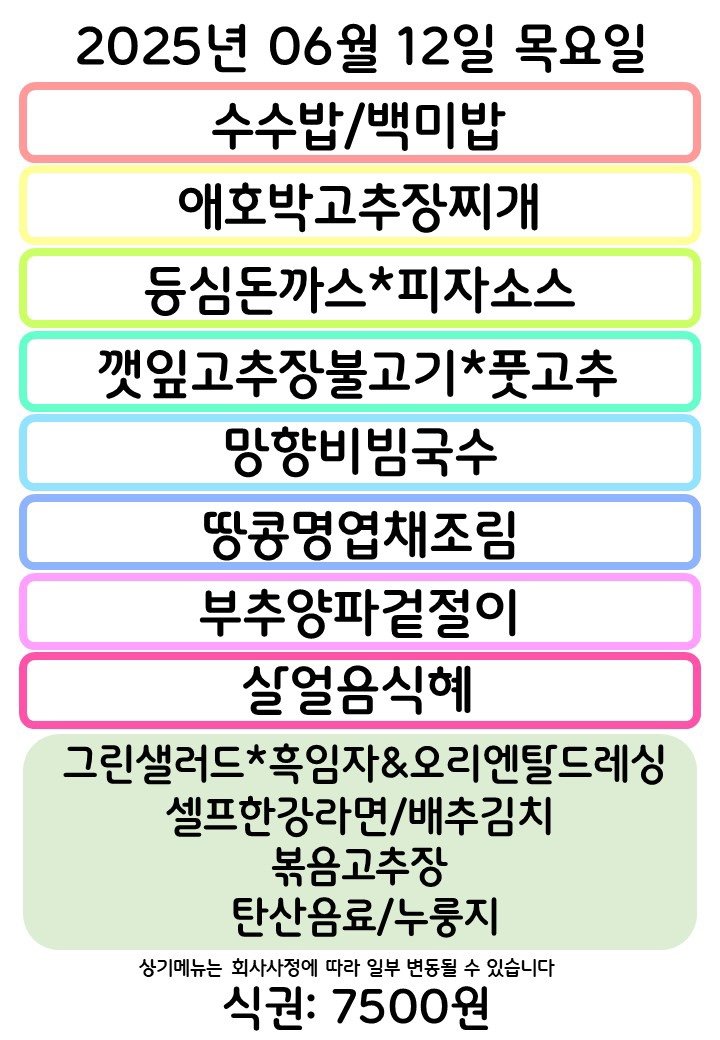 2025년 06월 12일 목요일
수수밥/백미밥
애호박고추장찌개
등심돈까스*피자소스
깻잎고추장불고기*풋고추
망향비빔국수
땅콩명엽채조림
부추양파겉절이
살얼음식혜
그린샐러드*흑임자&오리엔탈드레싱
셀프한강라면/배추김치
볶음고추장
탄산음료/누룽지
상기메뉴는 회사사정에 따라 일부 변동될 수 있습니다
식권: 7500원